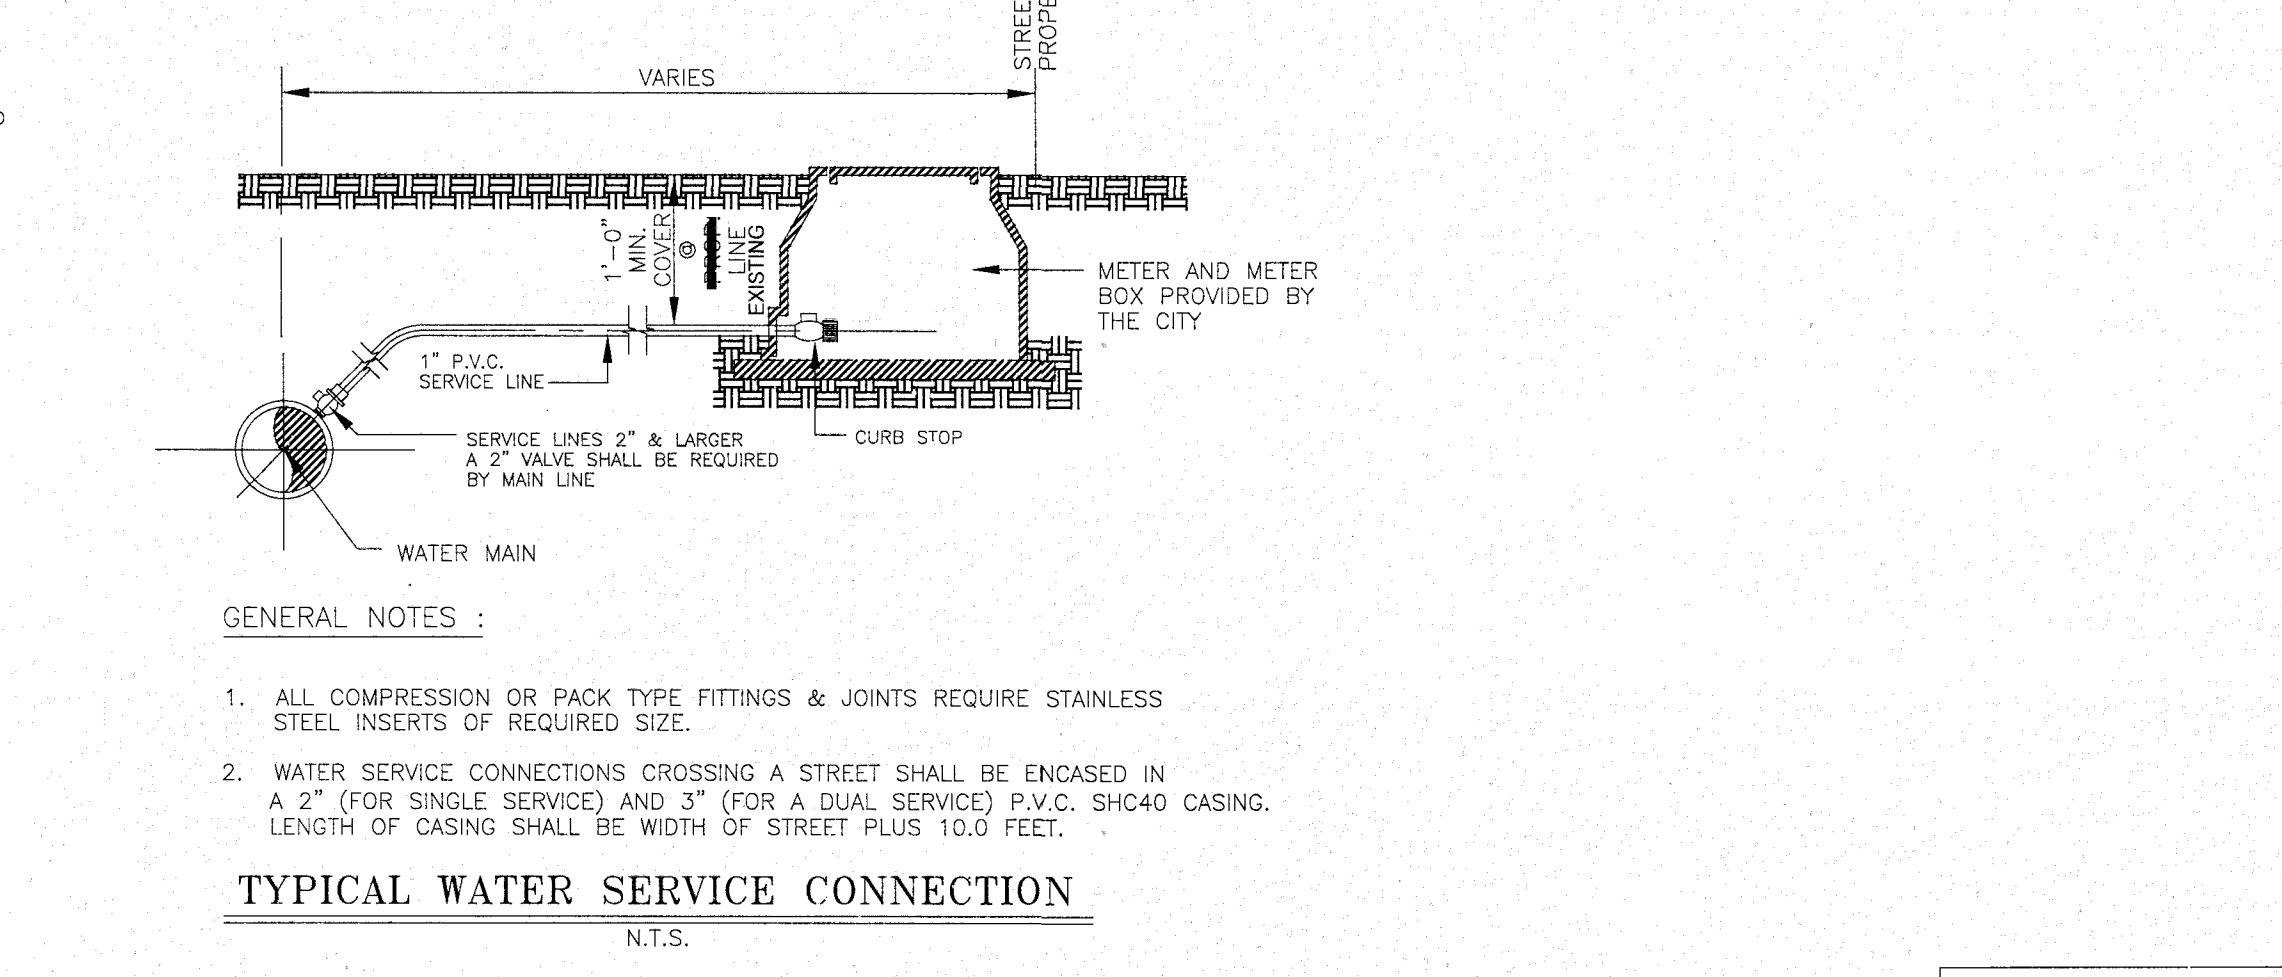 STREE
PROPE
VARIES
1'-0"
MIN.
COVER
@
LINE
EXISTING
METER AND METER
BOX PROVIDED BY
THE CITY
1" P.V.C.
SERVICE LINE
SERVICE LINES 2" & LARGER
A 2" VALVE SHALL BE REQUIRED
BY MAIN LINE
CURB STOP
WATER MAIN
GENERAL NOTES :
1. ALL COMPRESSION OR PACK TYPE FITTINGS & JOINTS REQUIRE STAINLESS
STEEL INSERTS OF REQUIRED SIZE.
2. WATER SERVICE CONNECTIONS CROSSING A STREET SHALL BE ENCASED IN
A 2" (FOR SINGLE SERVICE) AND 3" (FOR A DUAL SERVICE) P.V.C. SHC40 CASING.
LENGTH OF CASING SHALL BE WIDTH OF STREET PLUS 10.0 FEET.
TYPICAL WATER SERVICE CONNECTION
N.T.S.